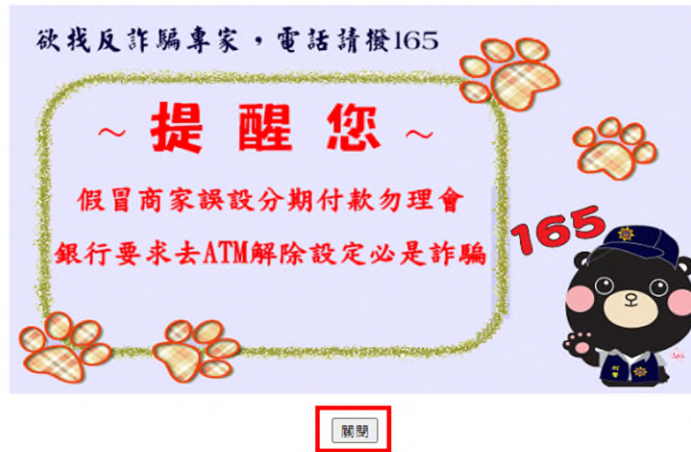 欲找反詐騙專家，電話請撥165
~ 提醒您 ~
假冒商家誤設分期付款勿理會
銀行要求去ATM解除設定必是詐騙
165
關閉